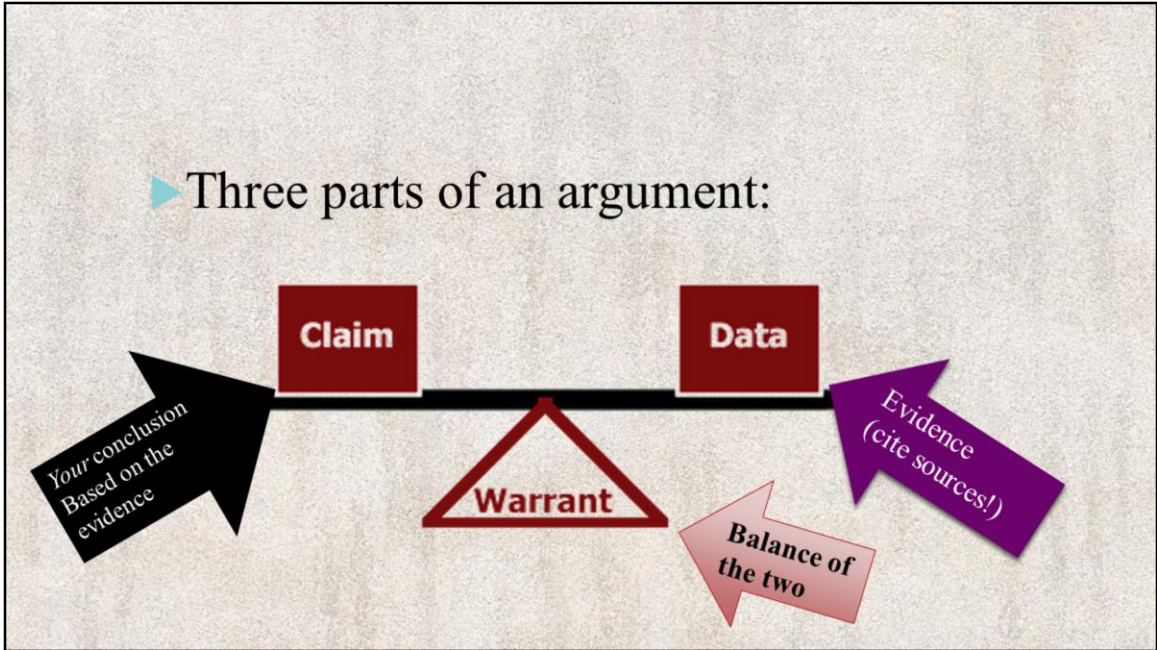 Three parts of an argument:
Claim
Data
Your conclusion
Based on the
evidence
Evidence
(cite sources!)
Warrant
Balance of
the two